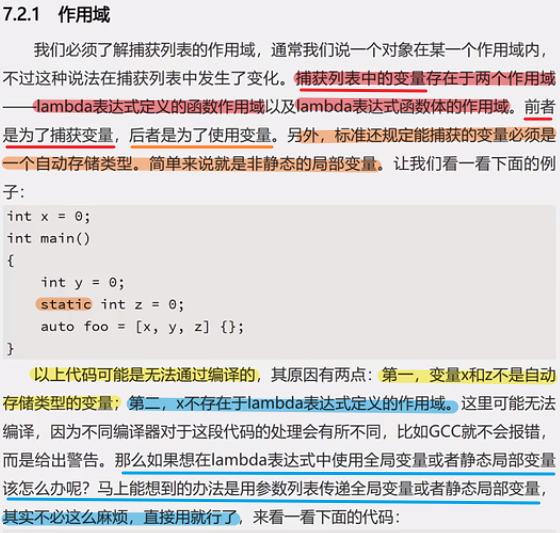 7.2.1 作用域
我们必须了解捕获列表的作用域，通常我们说一个对象在某一个作用域内，
不过这种说法在捕获列表中发生了变化。捕获列表中的变量存在于两个作用域
——lambda表达式定义的函数作用域以及lambda表达式函数体的作用域。前者
是为了捕获变量，后者是为了使用变量。另外，标准还规定能捕获的变量必须是
一个自动存储类型。简单来说就是非静态的局部变量。让我们看一看下面的例
子：
int x = 0;
int main()
{
int y = 0;
static int z = 0;
auto foo = [x, y, z] {};
}
以上代码可能是无法通过编译的，其原因有两点：第一，变量x和z不是自动
存储类型的变量；第二，x不存在于lambda表达式定义的作用域。这里可能无法
编译，因为不同编译器对于这段代码的处理会有所不同，比如GCC就不会报错，
而是给出警告。那么如果想在lambda表达式中使用全局变量或者静态局部变量
该怎么办呢？马上能想到的办法是用参数列表传递全局变量或者静态局部变量，
其实不必这么麻烦，直接用就行了，来看一看下面的代码：